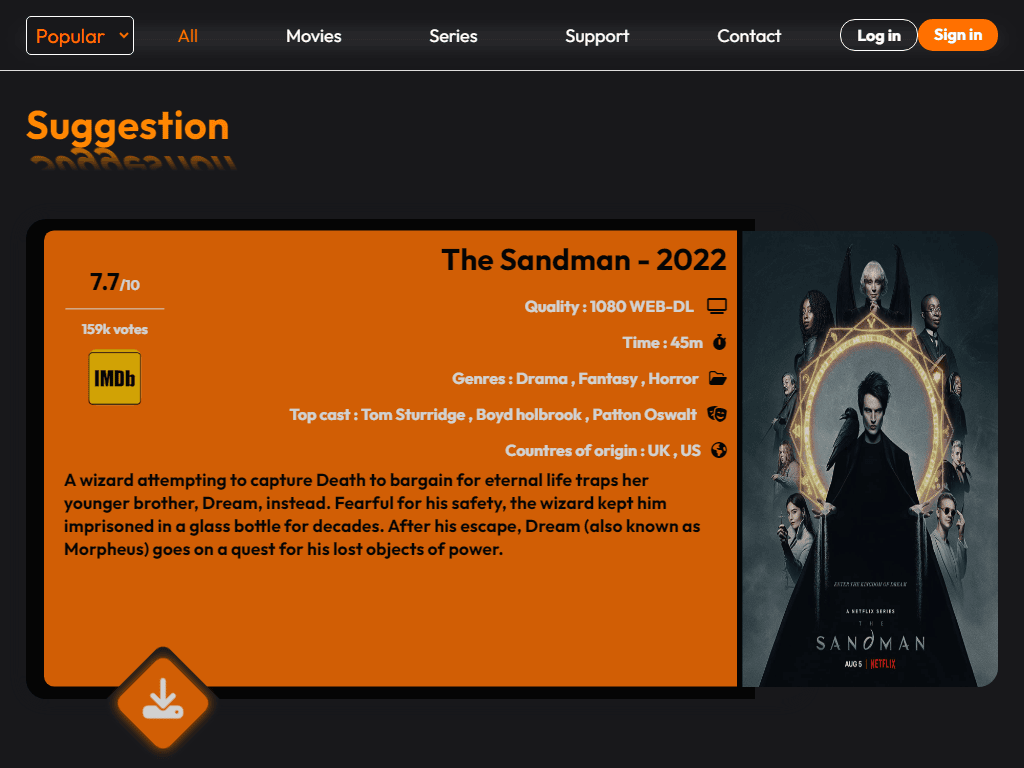 Popular
All
Movies
Series
Support
Contact
Log in
Sign in
Suggestion
The Sandman - 2022
7.7/10
159k votes
IMDb
Quality : 1080 WEB-DL
Time : 45m
Genres : Drama , Fantasy , Horror
Top cast : Tom Sturridge , Boyd holbrook , Patton Oswalt
Countres of origin : UK , US
A wizard attempting to capture Death to bargain for eternal life traps her
younger brother, Dream, instead. Fearful for his safety, the wizard kept him
imprisoned in a glass bottle for decades. After his escape, Dream (also known as
Morpheus) goes on a quest for his lost objects of power.
ENTER THE KINGDOM OF DREAM
A NETFLIX SERIES
THE
SANDMAN
AUG 5 | NETFLIX